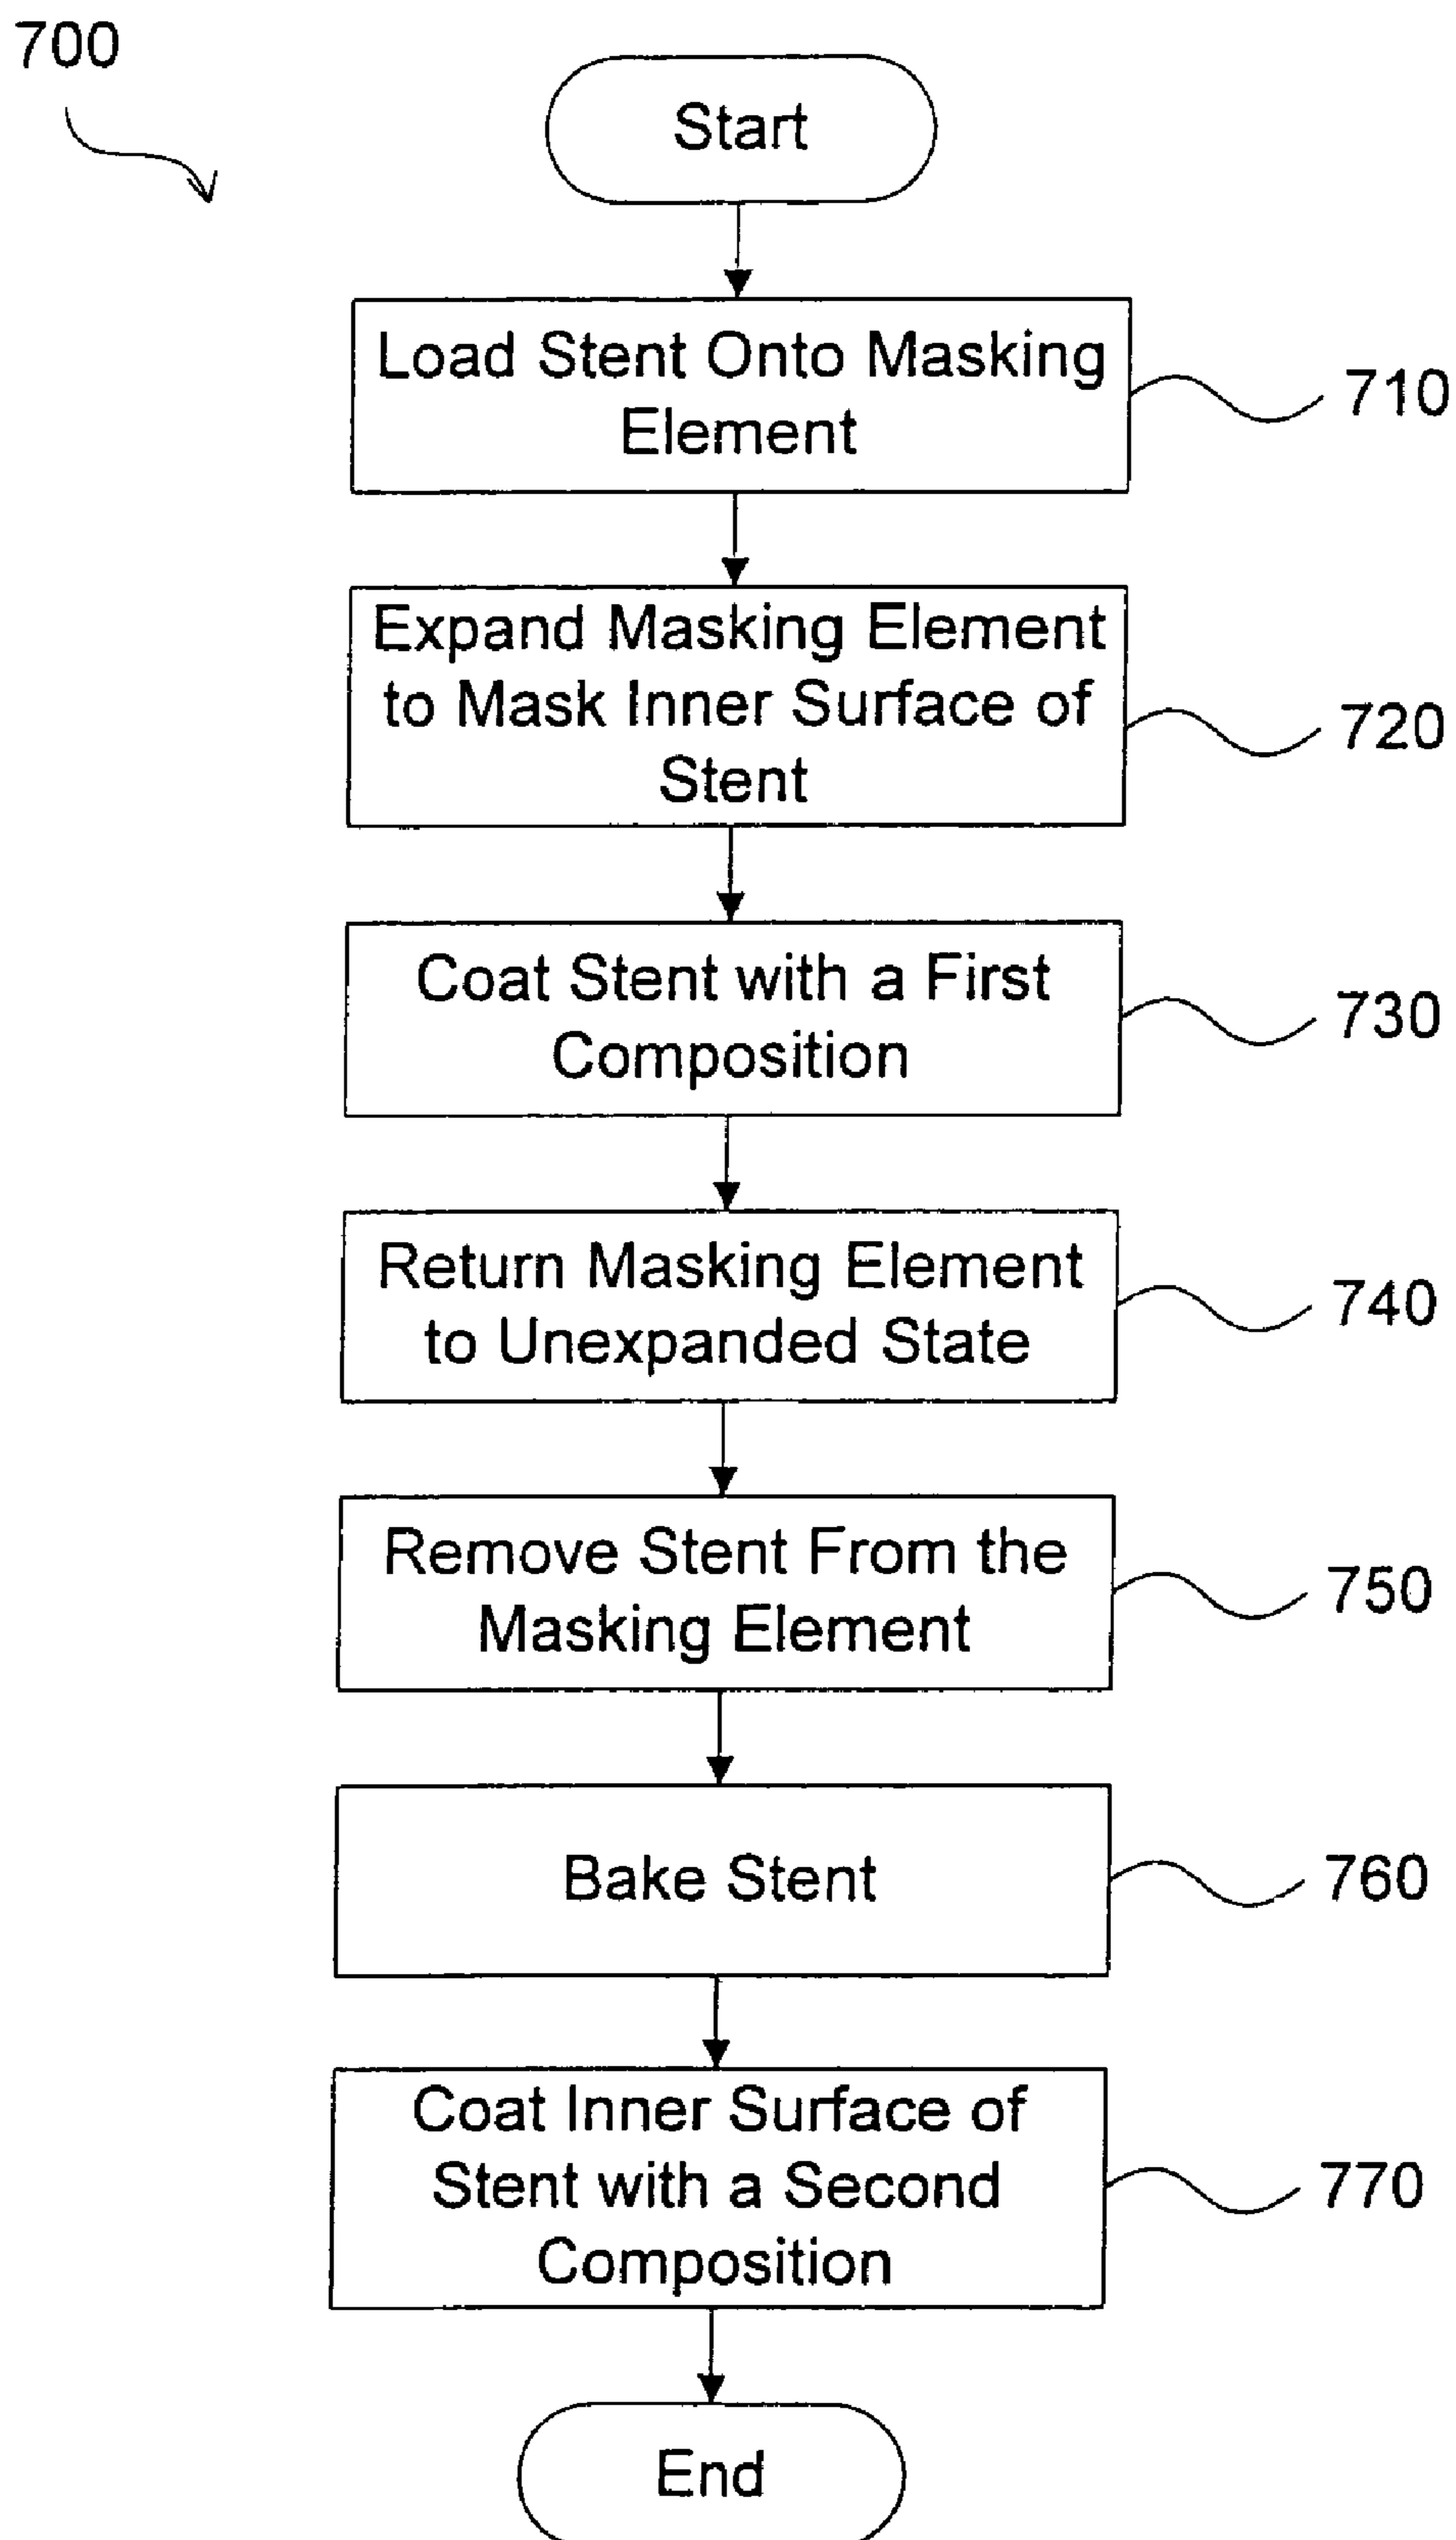 700
Start
Load Stent Onto Masking
Element
710
Expand Masking Element
to Mask Inner Surface of
Stent
720
Coat Stent with a First
Composition
730
Return Masking Element
to Unexpanded State
740
Remove Stent From the
Masking Element
750
Bake Stent
760
Coat Inner Surface of
Stent with a Second
Composition
770
End